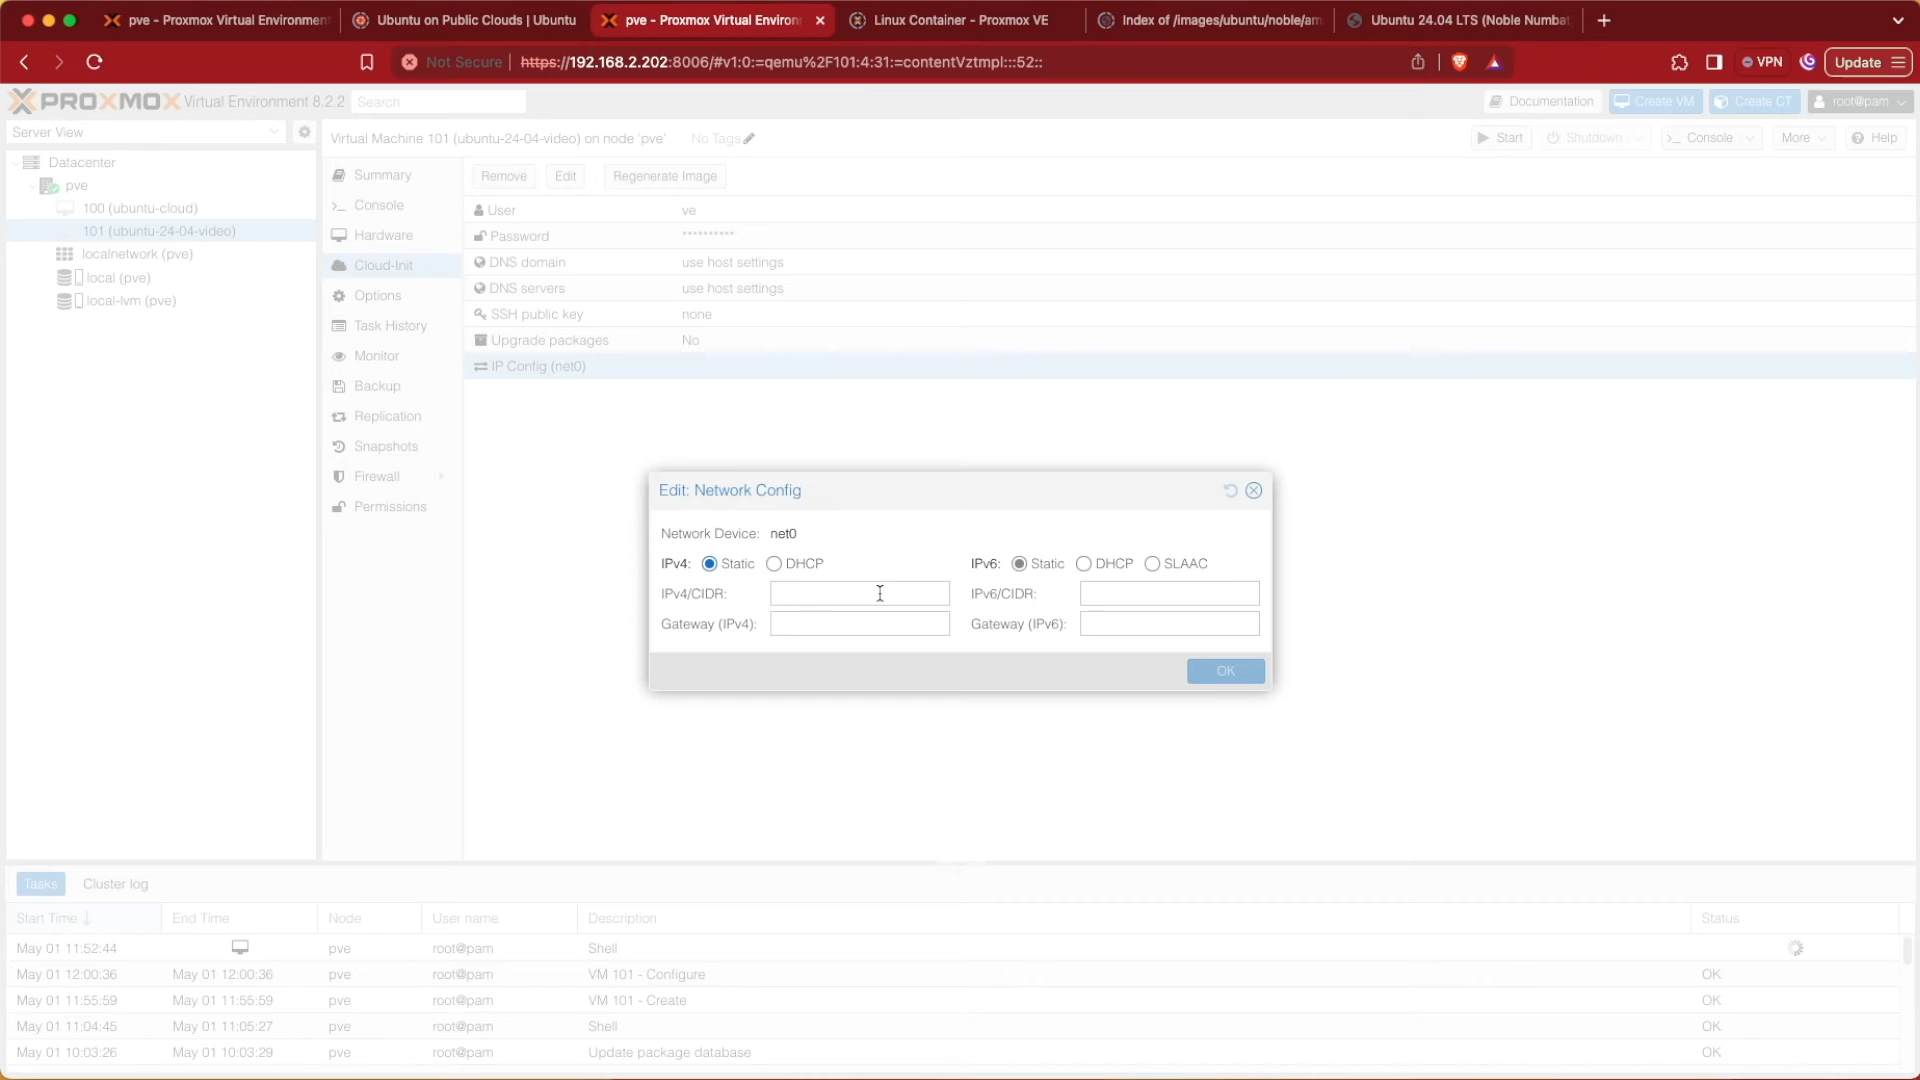 pve - Proxmox Virtual Environment
Ubuntu on Public Clouds | Ubuntu
pve - Proxmox Virtual Environ
Linux Container - Proxmox VE
Index of /images/ubuntu/noble/am
Ubuntu 24.04 LTS (Noble Numbat
Not Secure
https://192.168.2.202:8006/#v1:0:=qemu%2F101:4:31:=contentVztmpl:::52::
VPN
Update
PROXMOX Virtual Environment 8.2.2
Search
Documentation
Create VM
Create CT
root@pam
Server View
Virtual Machine 101 (ubuntu-24-04-video) on node 'pve'
No Tags
Start
Shutdown
Console
More
Help
Datacenter
pve
100 (ubuntu-cloud)
101 (ubuntu-24-04-video)
localnetwork (pve)
local (pve)
local-lvm (pve)
Summary
Console
Hardware
Cloud-Init
Options
Task History
Monitor
Backup
Replication
Snapshots
Firewall
Permissions
Remove
Edit
Regenerate Image
User ve
Password **********
DNS domain use host settings
DNS servers use host settings
SSH public key none
Upgrade packages No
IP Config (net0)
Edit: Network Config
Network Device: net0
IPv4: Static DHCP
IPv6: Static DHCP SLAAC
IPv4/CIDR:
IPv6/CIDR:
Gateway (IPv4):
Gateway (IPv6):
OK
Tasks
Cluster log
Start Time End Time Node User name Description Status
May 01 11:52:44 pve root@pam Shell
May 01 12:00:36 May 01 12:00:36 pve root@pam VM 101 - Configure OK
May 01 11:55:59 May 01 11:55:59 pve root@pam VM 101 - Create OK
May 01 11:04:45 May 01 11:05:27 pve root@pam Shell OK
May 01 10:03:26 May 01 10:03:29 pve root@pam Update package database OK